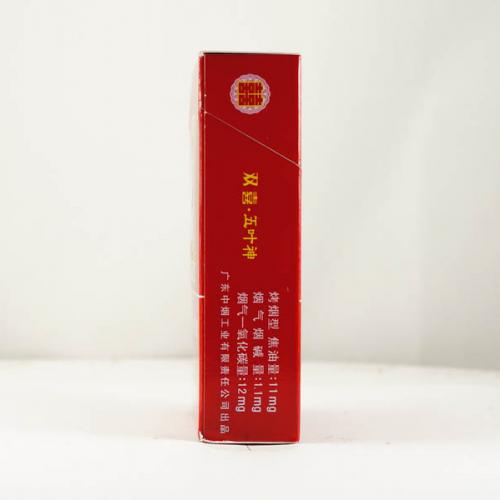 囍
双喜·五叶神
烤烟型 焦油量:11mg
烟气烟碱量:1.1mg
烟气一氧化碳量:12mg
广东中烟工业有限责任公司出品